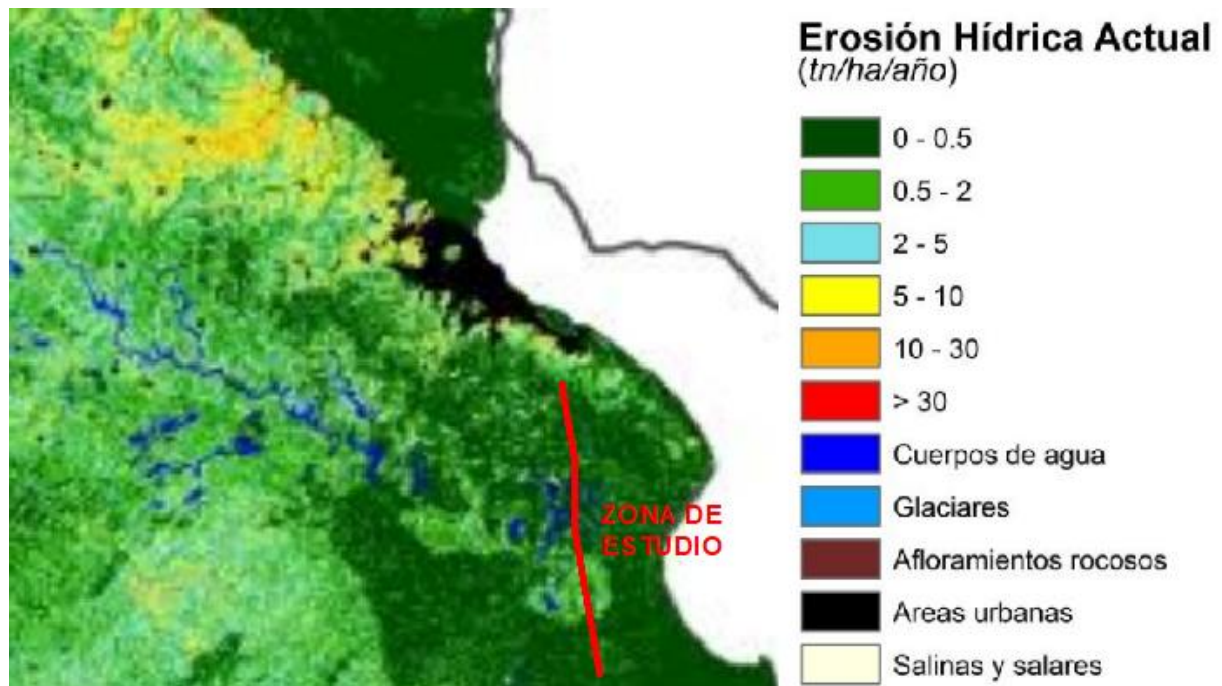 Erosión Hídrica Actual
(tn/ha/año)
0 - 0.5
0.5 - 2
2 - 5
5 - 10
10 - 30
> 30
Cuerpos de agua
Glaciares
Afloramientos rocosos
Areas urbanas
Salinas y salares
ZONA DE
ESTUDIO